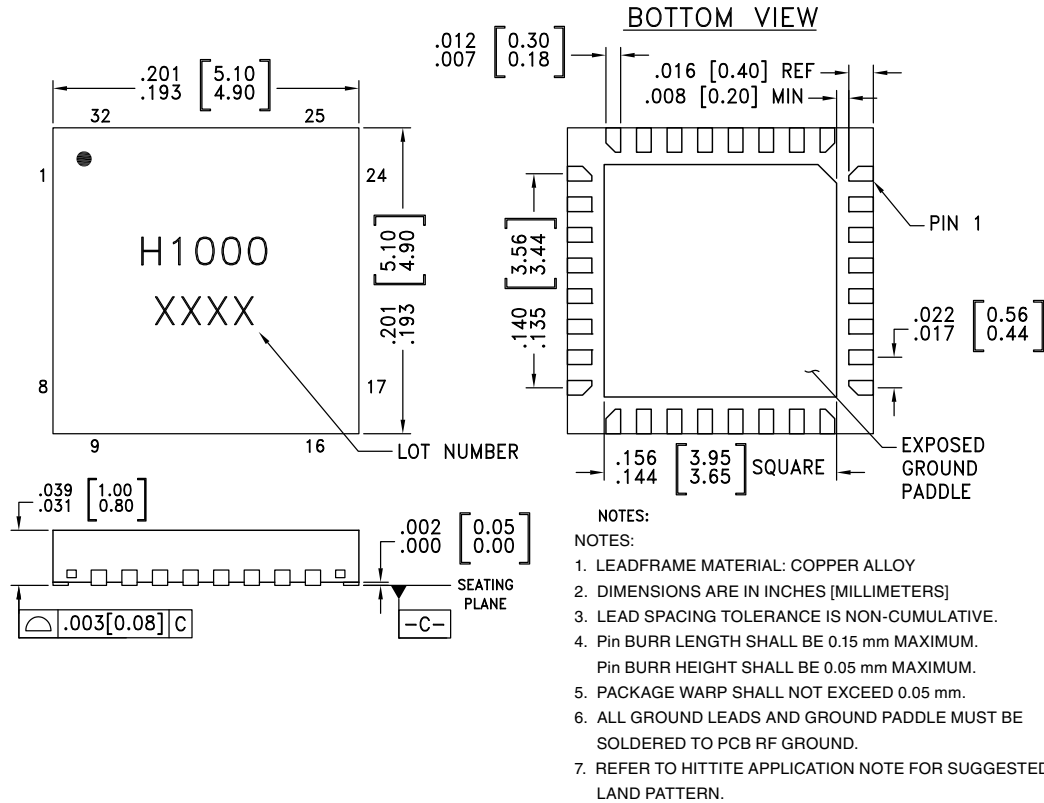 BOTTOM VIEW
.012 [0.30]
.007 [0.18]
.201 [5.10]
.193 [4.90]
.016 [0.40] REF
.008 [0.20] MIN
32 25
1 24
H1000
XXXX
.201 [5.10]
.193 [4.90]
8 17
9 16
LOT NUMBER
PIN 1
.140 [3.56]
.135 [3.44]
.022 [0.56]
.017 [0.44]
.156 [3.95]
.144 [3.65]
SQUARE
EXPOSED
GROUND
PADDLE
.039 [1.00]
.031 [0.80]
.002 [0.05]
.000 [0.00]
SEATING
PLANE
⌓ .003[0.08] C
-C-
NOTES:
NOTES:
1. LEADFRAME MATERIAL: COPPER ALLOY
2. DIMENSIONS ARE IN INCHES [MILLIMETERS]
3. LEAD SPACING TOLERANCE IS NON-CUMULATIVE.
4. Pin BURR LENGTH SHALL BE 0.15 mm MAXIMUM.
Pin BURR HEIGHT SHALL BE 0.05 mm MAXIMUM.
5. PACKAGE WARP SHALL NOT EXCEED 0.05 mm.
6. ALL GROUND LEADS AND GROUND PADDLE MUST BE
SOLDERED TO PCB RF GROUND.
7. REFER TO HITTITE APPLICATION NOTE FOR SUGGESTED
LAND PATTERN.